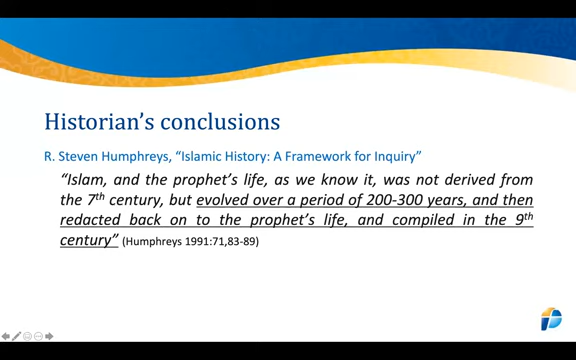 Historian’s conclusions
R. Steven Humphreys, “Islamic History: A Framework for Inquiry”
“Islam, and the prophet’s life, as we know it, was not derived from
the 7th century, but evolved over a period of 200-300 years, and then
redacted back on to the prophet’s life, and compiled in the 9th
century” (Humphreys 1991:71,83-89)